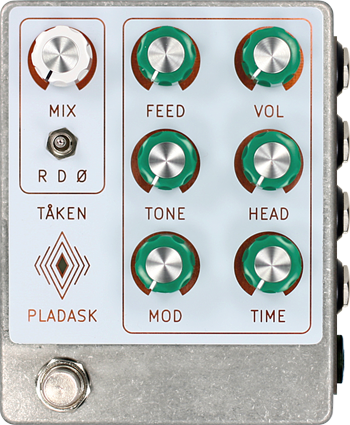 MIX
R D Ø
TÅKEN
PLADASK
FEED VOL
TONE HEAD
MOD TIME